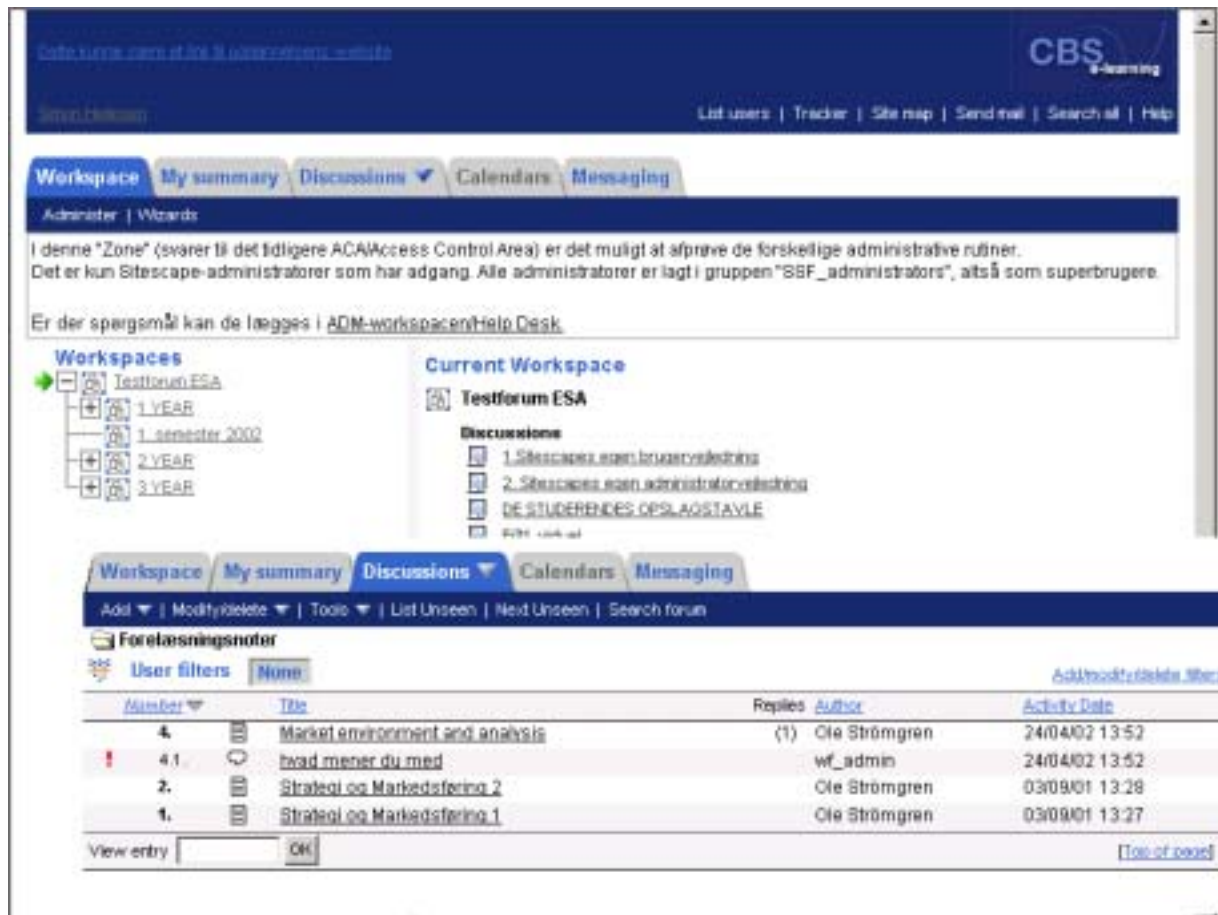 Dette kunne være et link til uddannelsens website
CBS
e-learning
List users | Tracker | Site map | Send mail | Search all | Help
Workspace My summary Discussions Calendars Messaging
Administer | Wizards
I denne "Zone" (svarer til det tidligere ACA/Access Control Area) er det muligt at afprøve de forskellige administrative rutiner.
Det er kun Sitescape-administratorer som har adgang. Alle administratorer er lagt i gruppen "SSF_administrators", altså som superbrugere.
Er der spørgsmål kan de lægges i ADM-workspacen/Help Desk.
Workspaces
Testforum ESA
1 YEAR
1. semester 2002
2 YEAR
3 YEAR
Current Workspace
Testforum ESA
Discussions
1.Sitescapes egen brugervejledning
2. Sitescapes egen administratorvejledning
DE STUDERENDES OPSLAGSTAVLE
Workspace My summary Discussions Calendars Messaging
Add | Modify/delete | Tools | List Unseen | Next Unseen | Search forum
Forelæsningsnoter
User filters None
Add/modify/delete filter
Number Title Replies Author Activity Date
4. Market environment and analysis (1) Ole Strömgren 24/04/02 13:52
4.1. hvad mener du med wf_admin 24/04/02 13:52
2. Strategi og Markedsføring 2 Ole Strömgren 03/09/01 13:28
1. Strategi og Markedsføring 1 Ole Strömgren 03/09/01 13:27
View entry OK [Top of page]